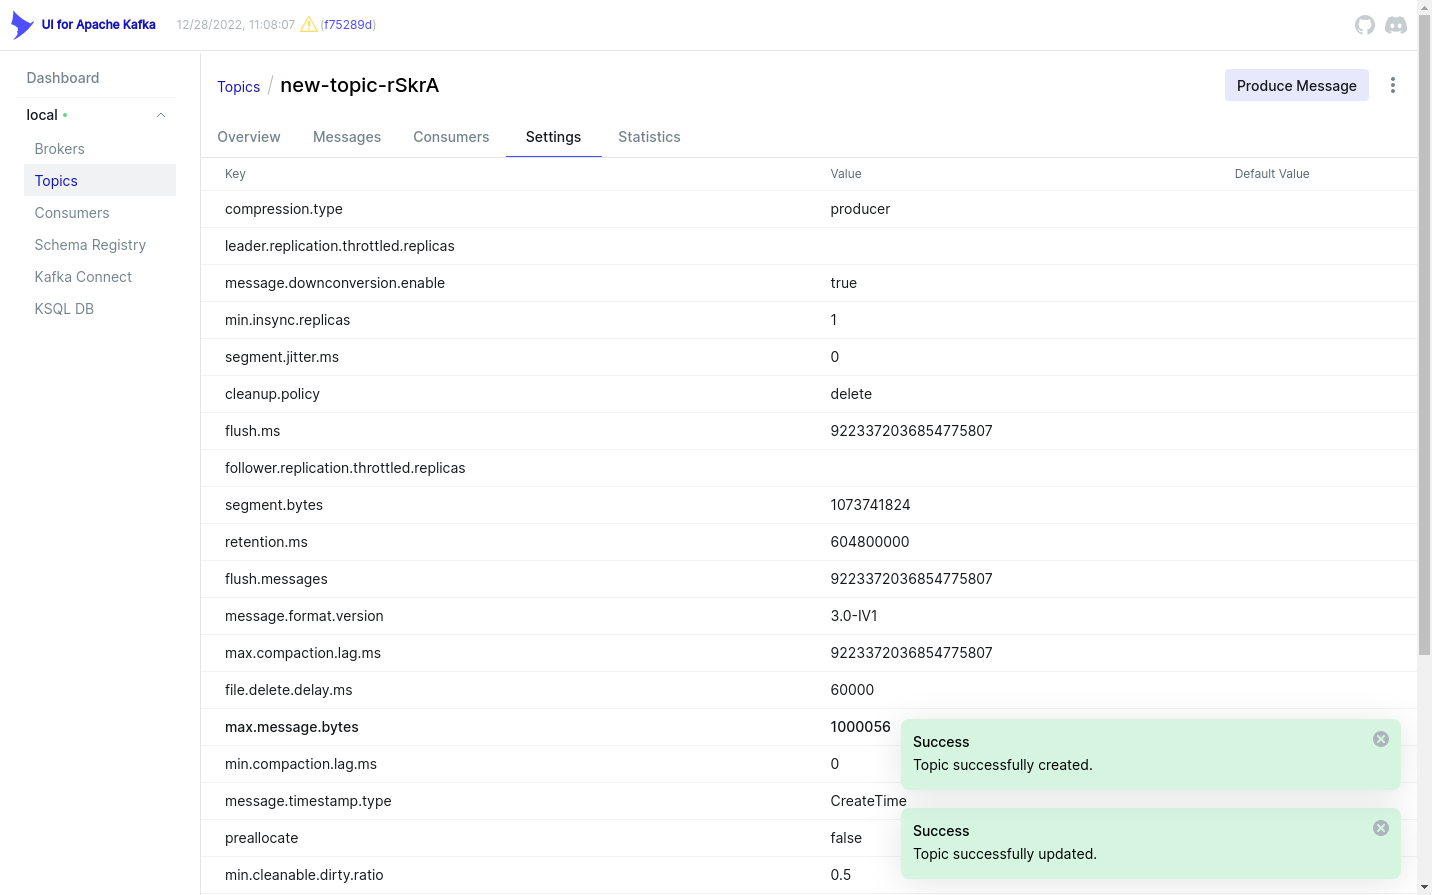 UI for Apache Kafka 12/28/2022, 11:08:07 (f75289d)
Dashboard
local
Brokers
Topics
Consumers
Schema Registry
Kafka Connect
KSQL DB
Topics / new-topic-rSkrA
Produce Message
Overview Messages Consumers Settings Statistics
Key Value Default Value
compression.type producer
leader.replication.throttled.replicas
message.downconversion.enable true
min.insync.replicas 1
segment.jitter.ms 0
cleanup.policy delete
flush.ms 9223372036854775807
follower.replication.throttled.replicas
segment.bytes 1073741824
retention.ms 604800000
flush.messages 9223372036854775807
message.format.version 3.0-IV1
max.compaction.lag.ms 9223372036854775807
file.delete.delay.ms 60000
max.message.bytes 1000056
min.compaction.lag.ms 0
message.timestamp.type CreateTime
preallocate false
min.cleanable.dirty.ratio 0.5
Success
Topic successfully created.
Success
Topic successfully updated.